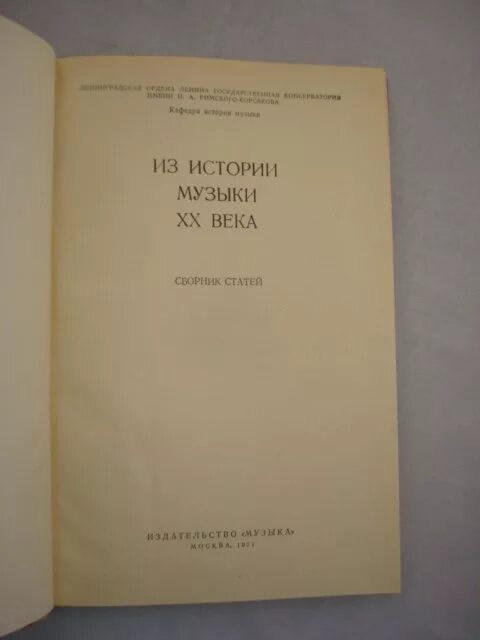 ЛЕНИНГРАДСКАЯ ОРДЕНА ЛЕНИНА ГОСУДАРСТВЕННАЯ КОНСЕРВАТОРИЯ
ИМЕНИ Н. А. РИМСКОГО-КОРСАКОВА
Кафедра истории музыки
ИЗ ИСТОРИИ
МУЗЫКИ
XX ВЕКА
СБОРНИК СТАТЕЙ
ИЗДАТЕЛЬСТВО «МУЗЫКА»
МОСКВА, 1971